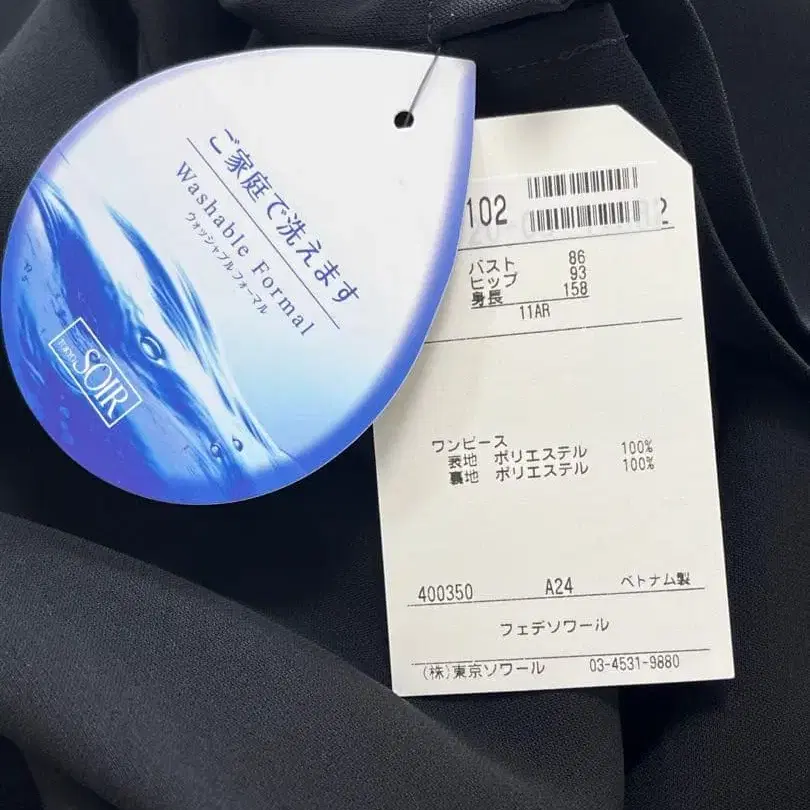 ご家庭で洗えます
Washable Formal
ウォッシャブル フォーマル
TOKYO SOIR
102
2
バスト 86
ヒップ 93
身長 158
11AR
ワンピース
表地 ポリエステル 100%
裏地 ポリエステル 100%
400350 A24 ベトナム製
フェデソワール
(株)東京ソワール 03-4531-9880